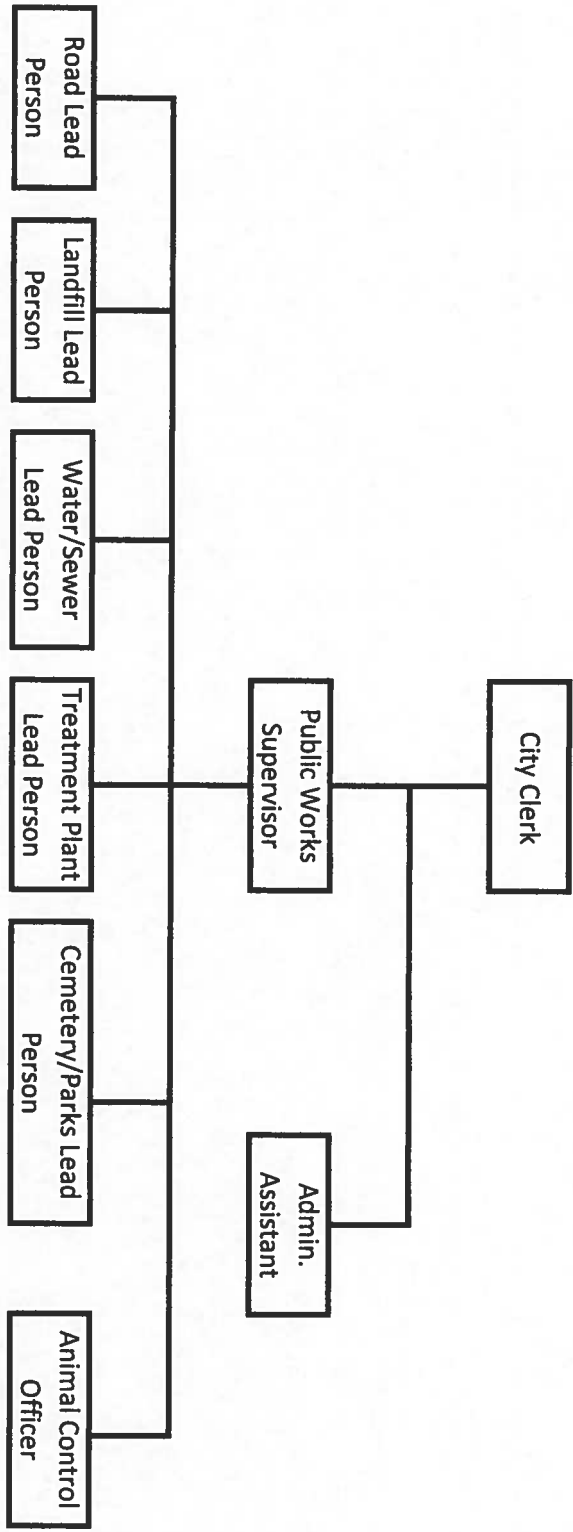 City Clerk
Public Works
Supervisor
Admin.
Assistant
Road Lead
Person
Landfill Lead
Person
Water/Sewer
Lead Person
Treatment Plant
Lead Person
Cemetery/Parks Lead
Person
Animal Control
Officer